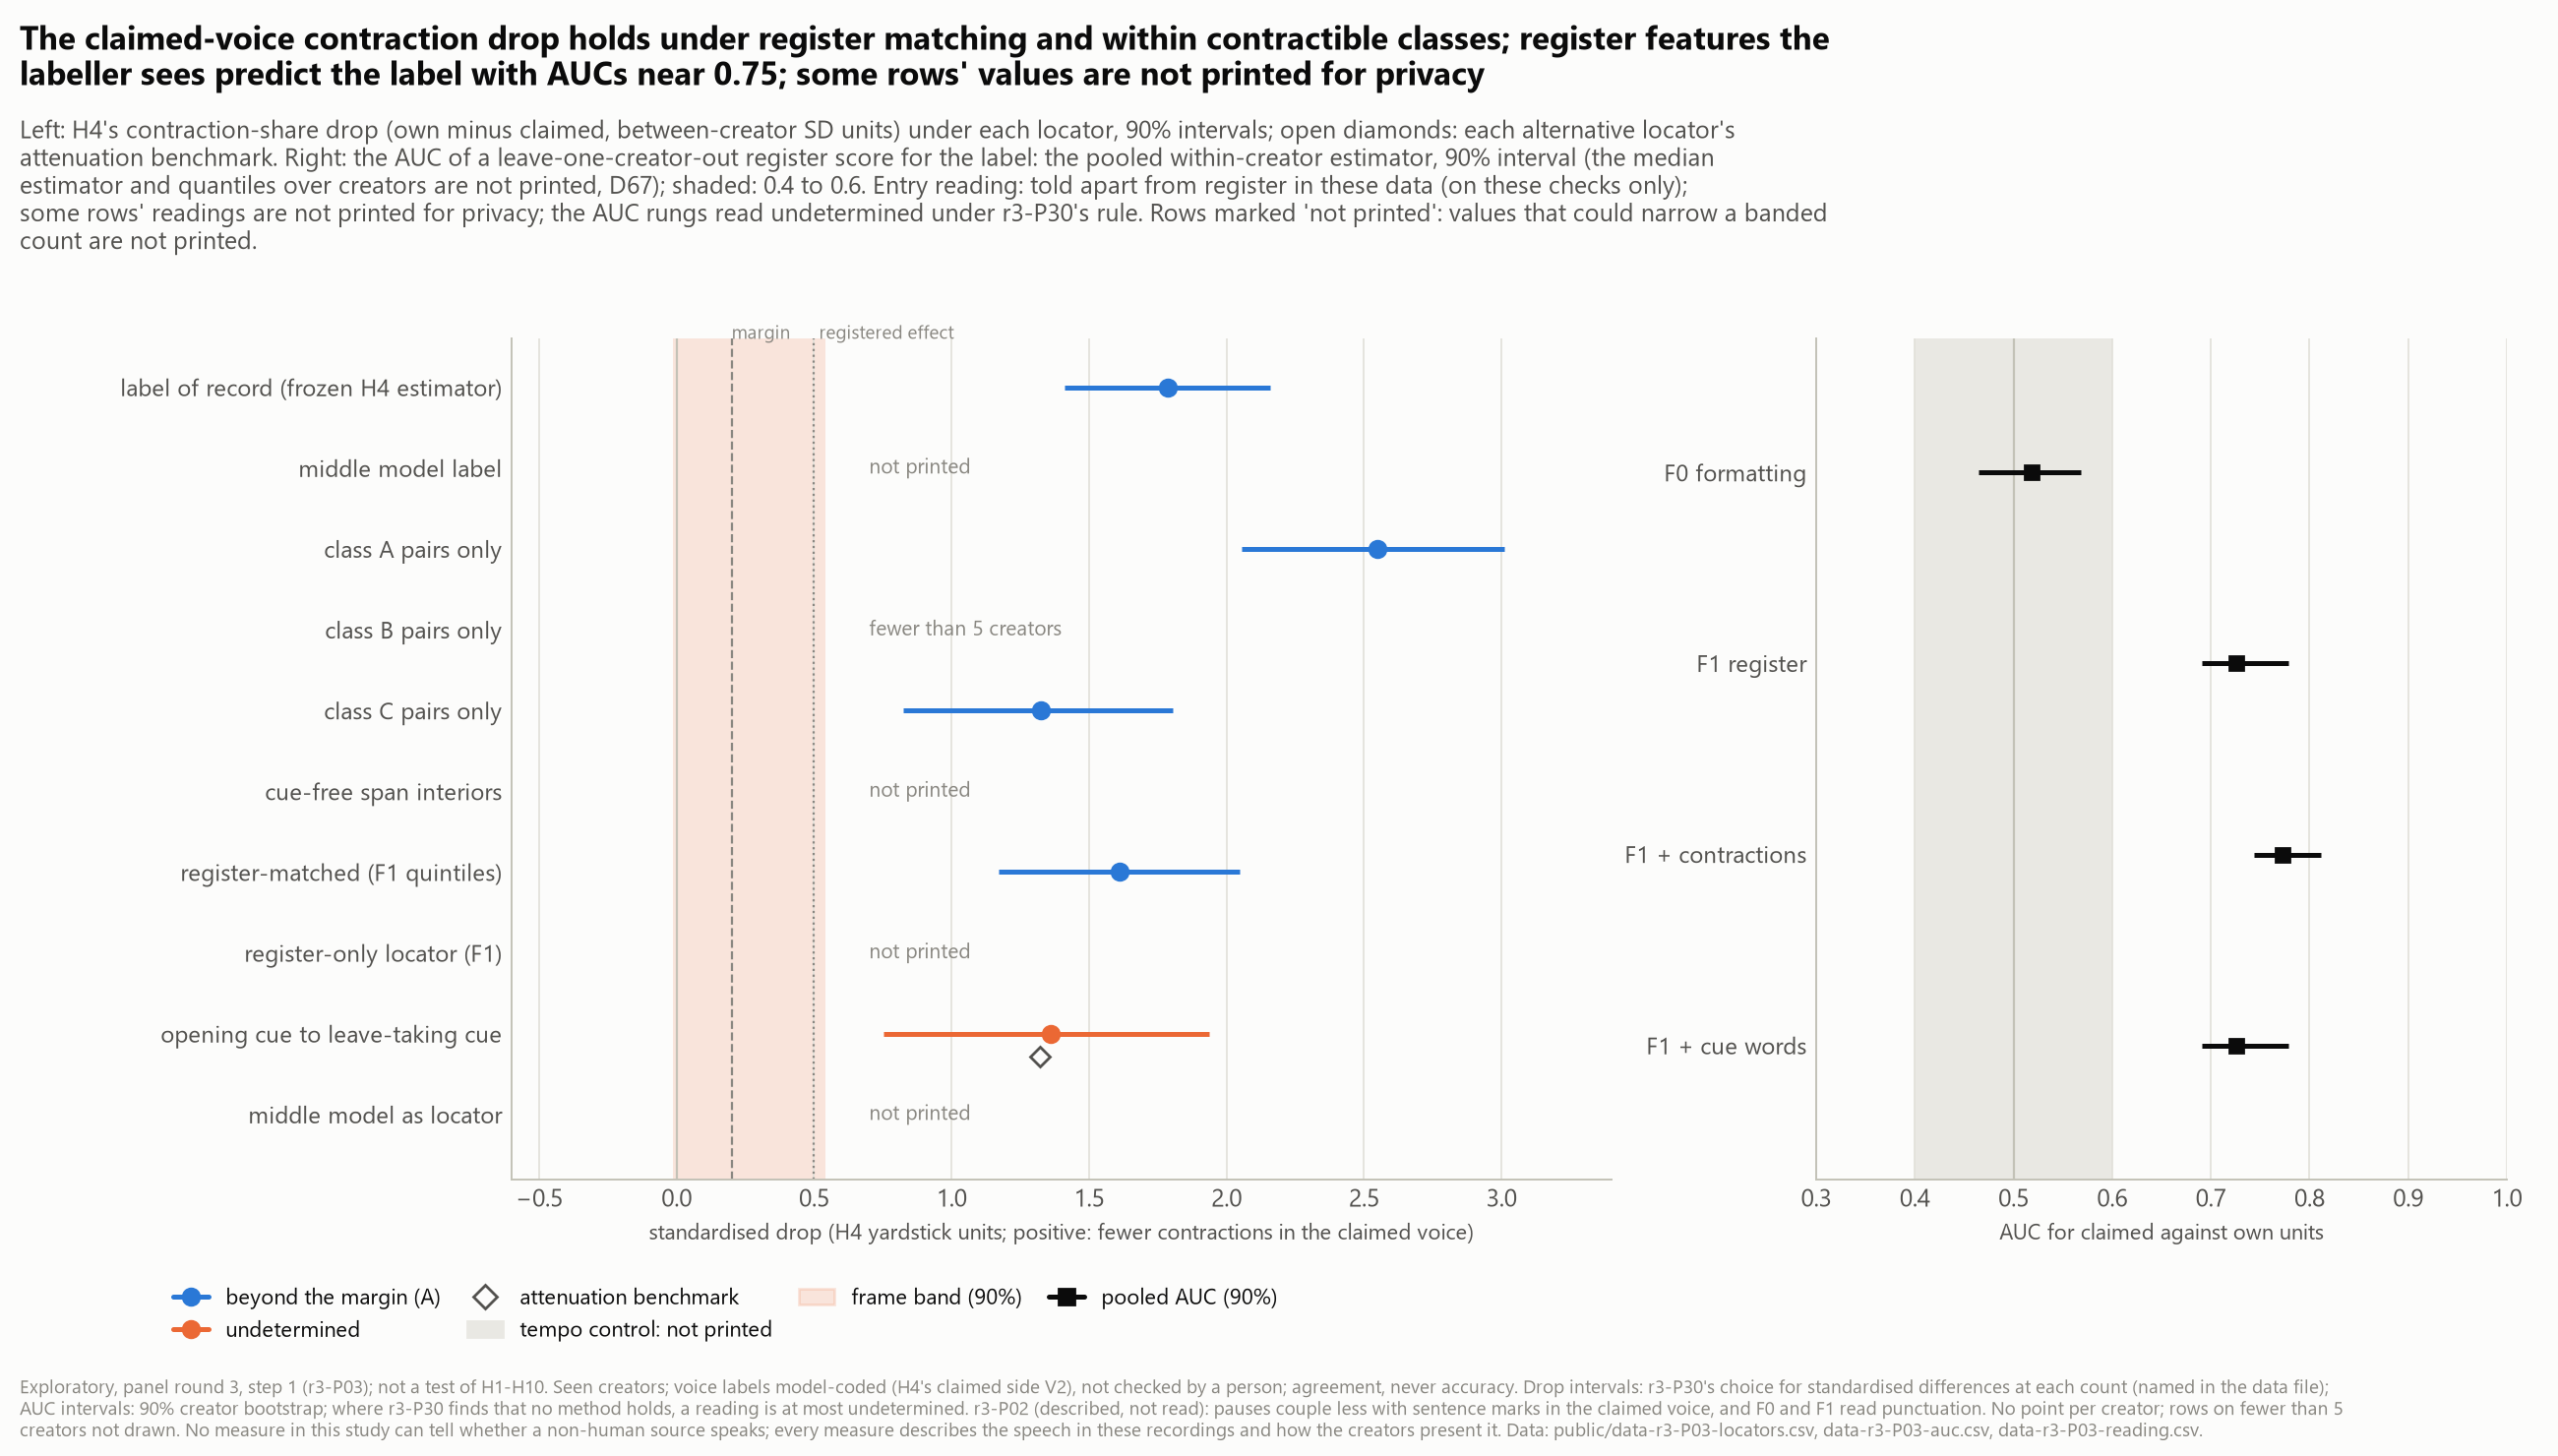 The claimed-voice contraction drop holds under register matching and within contractible classes; register features the
labeller sees predict the label with AUCs near 0.75; some rows' values are not printed for privacy
Left: H4's contraction-share drop (own minus claimed, between-creator SD units) under each locator, 90% intervals; open diamonds: each alternative locator's
attenuation benchmark. Right: the AUC of a leave-one-creator-out register score for the label: the pooled within-creator estimator, 90% interval (the median
estimator and quantiles over creators are not printed, D67); shaded: 0.4 to 0.6. Entry reading: told apart from register in these data (on these checks only);
some rows' readings are not printed for privacy; the AUC rungs read undetermined under r3-P30's rule. Rows marked 'not printed': values that could narrow a banded
count are not printed.
margin
registered effect
label of record (frozen H4 estimator)
middle model label
not printed
class A pairs only
class B pairs only
fewer than 5 creators
class C pairs only
cue-free span interiors
not printed
register-matched (F1 quintiles)
register-only locator (F1)
not printed
opening cue to leave-taking cue
middle model as locator
not printed
−0.5 0.0 0.5 1.0 1.5 2.0 2.5 3.0
standardised drop (H4 yardstick units; positive: fewer contractions in the claimed voice)
F0 formatting
F1 register
F1 + contractions
F1 + cue words
0.3 0.4 0.5 0.6 0.7 0.8 0.9 1.0
AUC for claimed against own units
beyond the margin (A)
undetermined
attenuation benchmark
tempo control: not printed
frame band (90%)
pooled AUC (90%)
Exploratory, panel round 3, step 1 (r3-P03); not a test of H1-H10. Seen creators; voice labels model-coded (H4's claimed side V2), not checked by a person; agreement, never accuracy. Drop intervals: r3-P30's choice for standardised differences at each count (named in the data file);
AUC intervals: 90% creator bootstrap; where r3-P30 finds that no method holds, a reading is at most undetermined. r3-P02 (described, not read): pauses couple less with sentence marks in the claimed voice, and F0 and F1 read punctuation. No point per creator; rows on fewer than 5
creators not drawn. No measure in this study can tell whether a non-human source speaks; every measure describes the speech in these recordings and how the creators present it. Data: public/data-r3-P03-locators.csv, data-r3-P03-auc.csv, data-r3-P03-reading.csv.